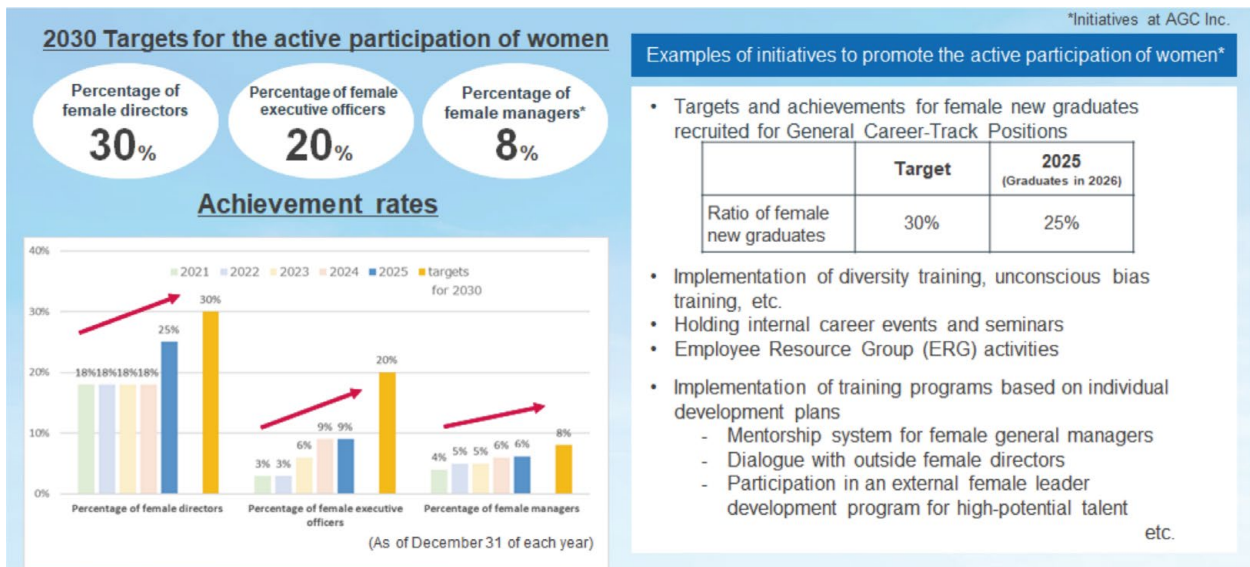 *Initiatives at AGC Inc.
2030 Targets for the active participation of women
Percentage of
female directors
30%
Percentage of female
executive officers
20%
Percentage of
female managers*
8%
Achievement rates
40%
30%
20%
10%
0%
2021 2022 2023 2024 2025 targets
for 2030
18% 18% 18% 18% 25% 30%
3% 3% 6% 9% 9% 20%
4% 5% 5% 6% 6% 8%
Percentage of female directors
Percentage of female executive
officers
Percentage of female managers
(As of December 31 of each year)
Examples of initiatives to promote the active participation of women*
• Targets and achievements for female new graduates
recruited for General Career-Track Positions
Target
2025
(Graduates in 2026)
Ratio of female
new graduates
30%
25%
• Implementation of diversity training, unconscious bias
training, etc.
• Holding internal career events and seminars
• Employee Resource Group (ERG) activities
• Implementation of training programs based on individual
development plans
- Mentorship system for female general managers
- Dialogue with outside female directors
- Participation in an external female leader
development program for high-potential talent
etc.